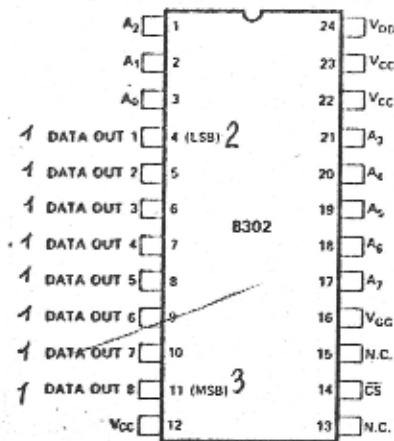 A2 1 24 VDD
A1 2 23 VCC
A0 3 22 VCC
1 DATA OUT 1 4 (LSB) 2 21 A3
1 DATA OUT 2 5 20 A4
1 DATA OUT 3 6 8302 19 A5
1 DATA OUT 4 7 18 A6
1 DATA OUT 5 8 17 A7
1 DATA OUT 6 9 16 VGG
1 DATA OUT 7 10 15 N.C.
1 DATA OUT 8 11 (MSB) 3 14 C̅S̅
VCC 12 13 N.C.